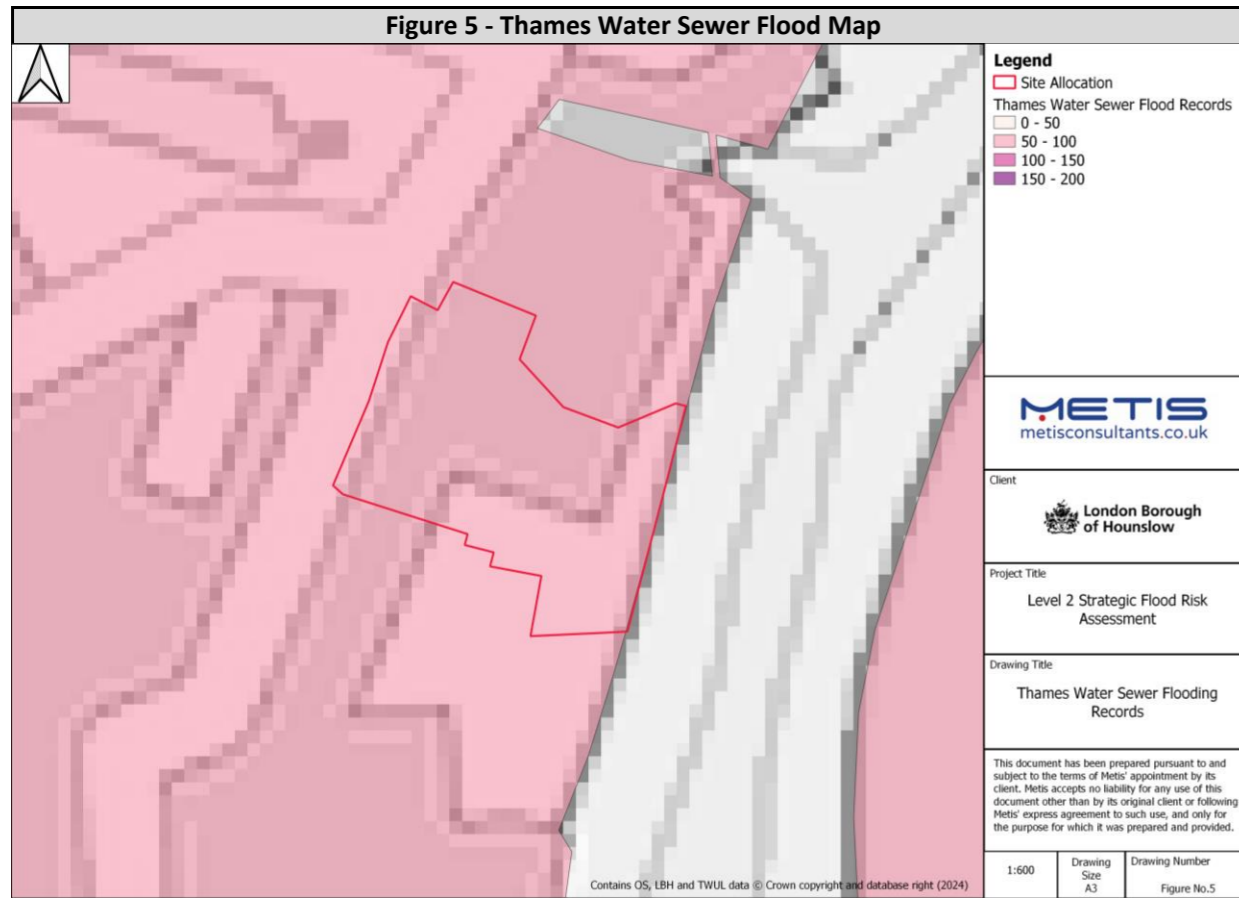 Figure 5 - Thames Water Sewer Flood Map
Legend
Site Allocation
Thames Water Sewer Flood Records
0 - 50
50 - 100
100 - 150
150 - 200
METIS
metisconsultants.co.uk
Client
London Borough
of Hounslow
Project Title
Level 2 Strategic Flood Risk
Assessment
Drawing Title
Thames Water Sewer Flooding
Records
This document has been prepared pursuant to and
subject to the terms of Metis' appointment by its
client. Metis accepts no liability for any use of this
document other than by its original client or following
Metis' express agreement to such use, and only for
the purpose for which it was prepared and provided.
1:600
Drawing
Size
A3
Drawing Number
Figure No.5
Contains OS, LBH and TWUL data © Crown copyright and database right (2024)